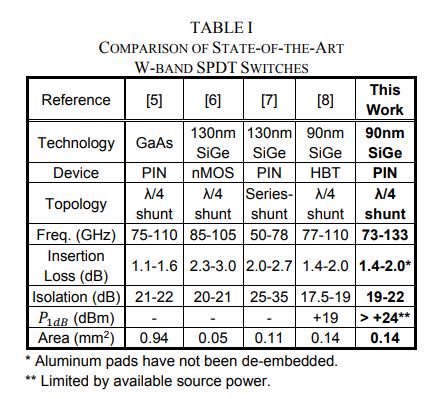 TABLE I
COMPARISON OF STATE-OF-THE-ART
W-BAND SPDT SWITCHES
Reference [5] [6] [7] [8] This Work
Technology GaAs 130nm SiGe 130nm SiGe 90nm SiGe 90nm SiGe
Device PIN nMOS PIN HBT PIN
Topology λ/4 shunt λ/4 shunt Series-shunt λ/4 shunt λ/4 shunt
Freq. (GHz) 75-110 85-105 50-78 77-110 73-133
Insertion Loss (dB) 1.1-1.6 2.3-3.0 2.0-2.7 1.4-2.0 1.4-2.0*
Isolation (dB) 21-22 20-21 25-35 17.5-19 19-22
P1dB (dBm) - - - +19 > +24**
Area (mm²) 0.94 0.05 0.11 0.14 0.14
* Aluminum pads have not been de-embedded.
** Limited by available source power.